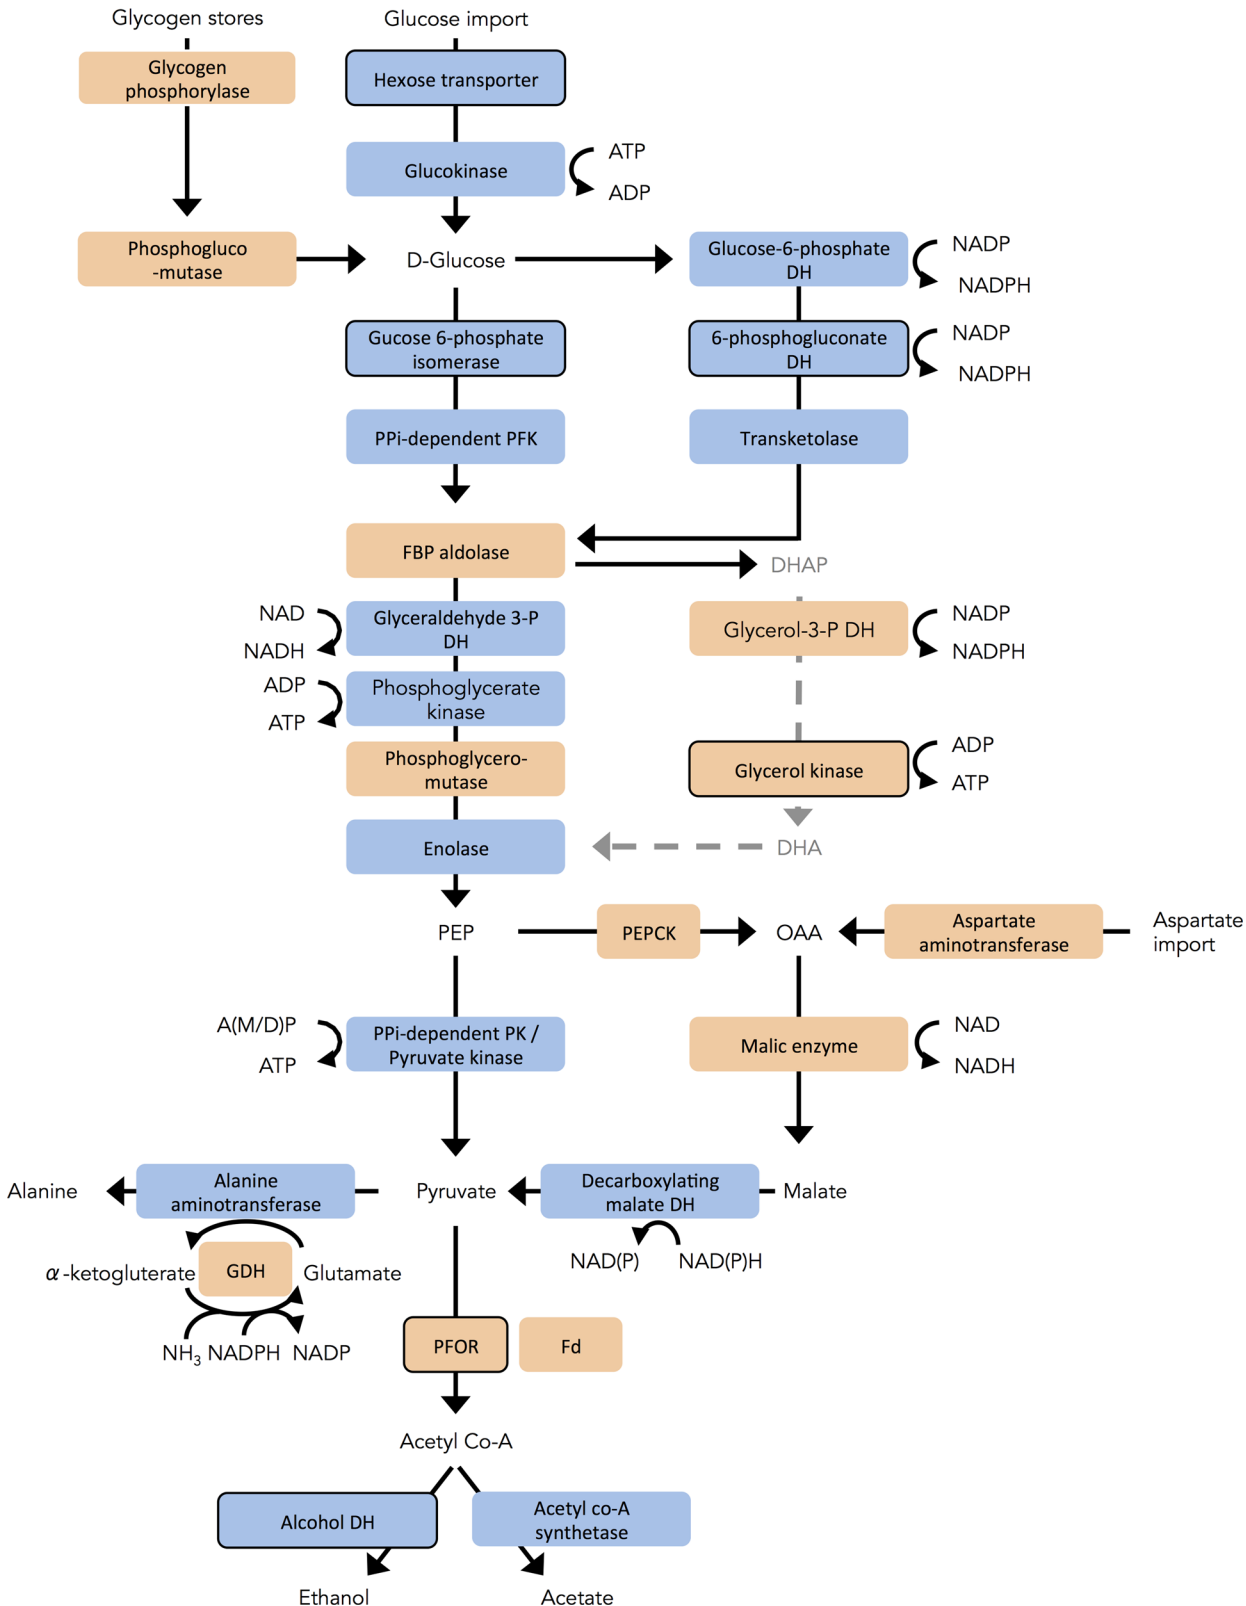 Glycogen stores
Glucose import
Glycogen
phosphorylase
Hexose transporter
Glucokinase
ATP
ADP
Phosphogluco
-mutase
D-Glucose
Glucose-6-phosphate
DH
NADP
NADPH
Gucose 6-phosphate
isomerase
6-phosphogluconate
DH
NADP
NADPH
PPi-dependent PFK
Transketolase
FBP aldolase
DHAP
NAD
NADH
Glyceraldehyde 3-P
DH
Glycerol-3-P DH
NADP
NADPH
ADP
ATP
Phosphoglycerate
kinase
Phosphoglycero-
mutase
Glycerol kinase
ADP
ATP
Enolase
DHA
PEP
PEPCK
OAA
Aspartate
aminotransferase
Aspartate
import
A(M/D)P
ATP
PPi-dependent PK /
Pyruvate kinase
Malic enzyme
NAD
NADH
Alanine
Alanine
aminotransferase
Pyruvate
Decarboxylating
malate DH
Malate
NAD(P)
NAD(P)H
α-ketogluterate
GDH
Glutamate
NH3 NADPH NADP
PFOR
Fd
Acetyl Co-A
Alcohol DH
Acetyl co-A
synthetase
Ethanol
Acetate